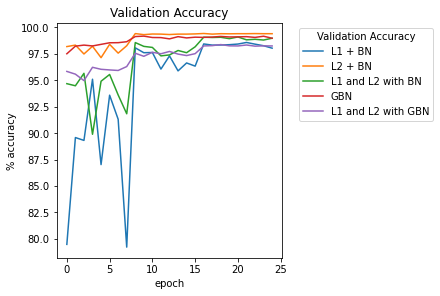 Validation Accuracy
% accuracy
100.0
97.5
95.0
92.5
90.0
87.5
85.0
82.5
80.0
0
5
10
15
20
25
epoch
Validation Accuracy
L1 + BN
L2 + BN
L1 and L2 with BN
GBN
L1 and L2 with GBN